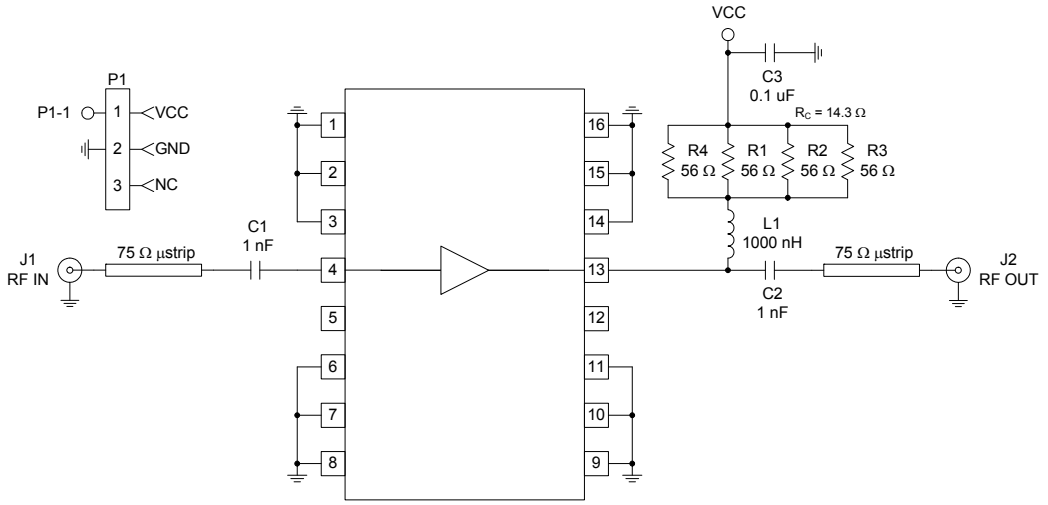 VCC
C3
0.1 uF
P1
P1-1
1
VCC
2
GND
3
NC
RC = 14.3 Ω
R4
56 Ω
R1
56 Ω
R2
56 Ω
R3
56 Ω
1
2
3
4
5
6
7
8
16
15
14
13
12
11
10
9
J1
RF IN
75 Ω µstrip
C1
1 nF
L1
1000 nH
C2
1 nF
75 Ω µstrip
J2
RF OUT